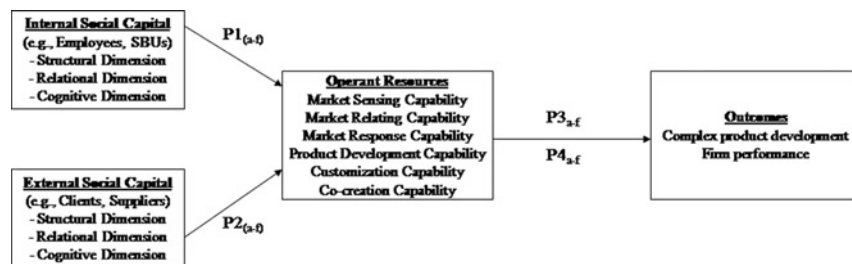 Internal Social Capital
(e.g., Employees, SBUs)
- Structural Dimension
- Relational Dimension
- Cognitive Dimension
P1(a-f)
External Social Capital
(e.g., Clients, Suppliers)
- Structural Dimension
- Relational Dimension
- Cognitive Dimension
P2(a-f)
Operant Resources
Market Sensing Capability
Market Relating Capability
Market Response Capability
Product Development Capability
Customization Capability
Co-creation Capability
P3a-f
P4a-f
Outcomes
Complex product development
Firm performance